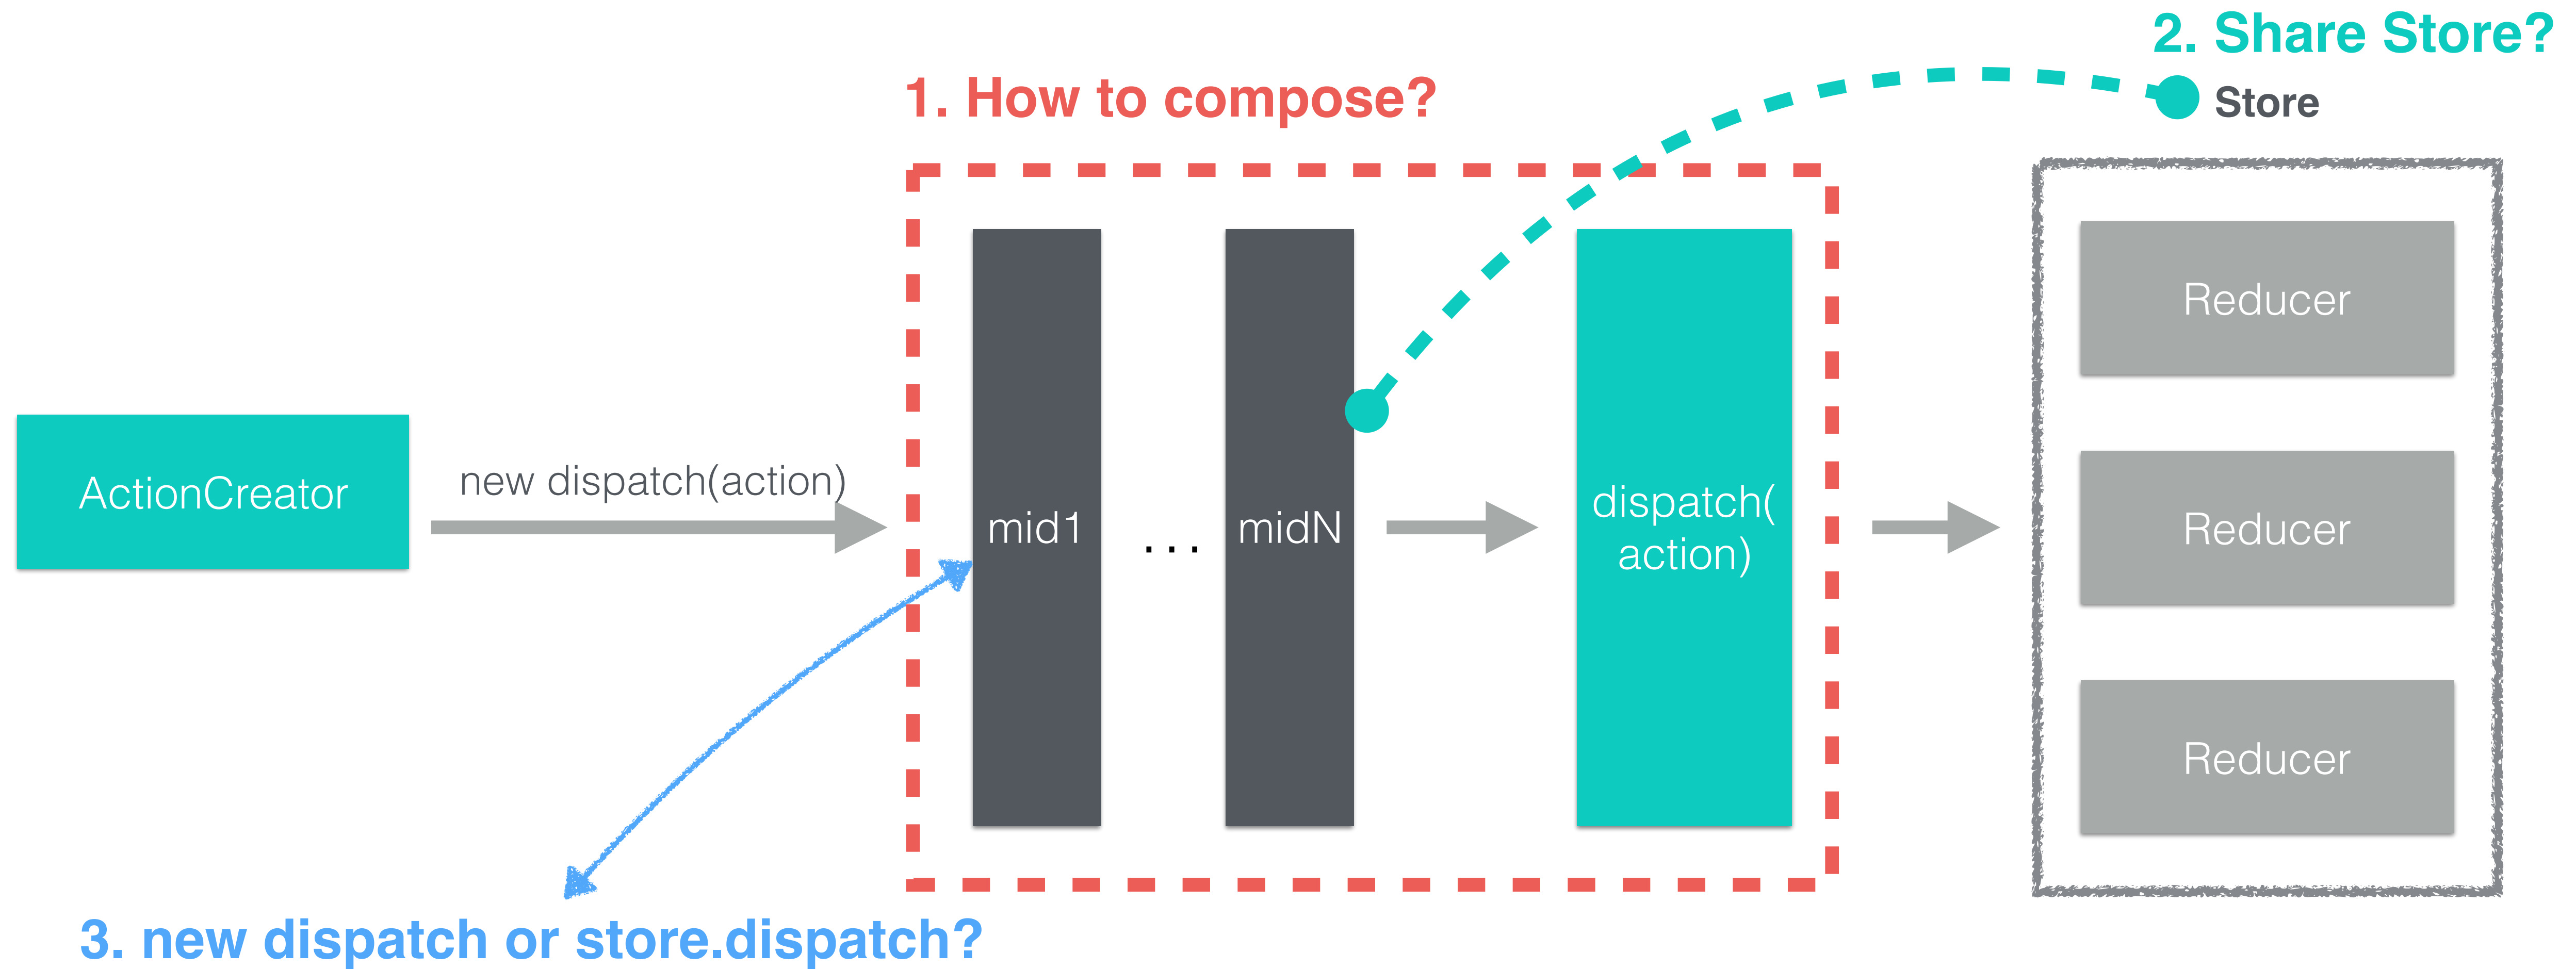 2. Share Store?
1. How to compose?
Store
ActionCreator
new dispatch(action)
mid1
...
midN
dispatch(
action)
Reducer
Reducer
Reducer
3. new dispatch or store.dispatch?